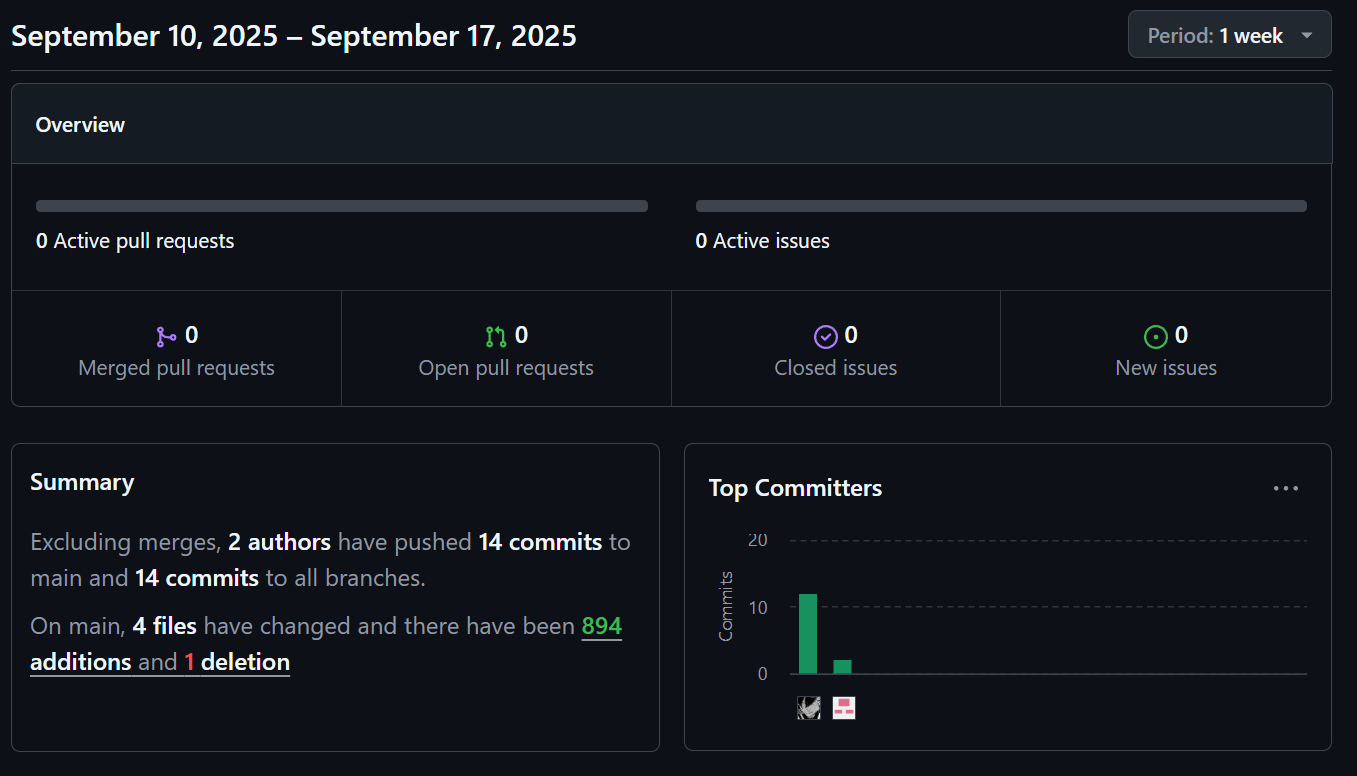 September 10, 2025 – September 17, 2025
Period: 1 week
Overview
0 Active pull requests
0 Active issues
0
Merged pull requests
0
Open pull requests
0
Closed issues
0
New issues
Summary
Excluding merges, 2 authors have pushed 14 commits to
main and 14 commits to all branches.
On main, 4 files have changed and there have been 894
additions and 1 deletion
Top Committers
Commits
20
10
0